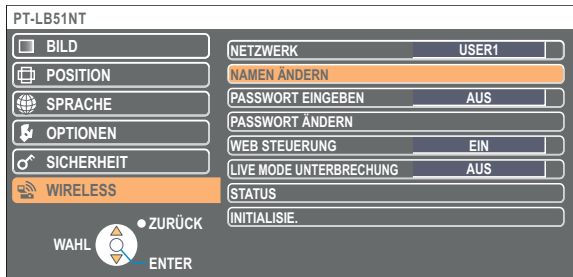 PT-LB51NT
BILD
POSITION
SPRACHE
OPTIONEN
SICHERHEIT
WIRELESS
NETZWERK USER1
NAMEN ÄNDERN
PASSWORT EINGEBEN AUS
PASSWORT ÄNDERN
WEB STEUERUNG EIN
LIVE MODE UNTERBRECHUNG AUS
STATUS
INITIALISIE.
ZURÜCK
WAHL
ENTER